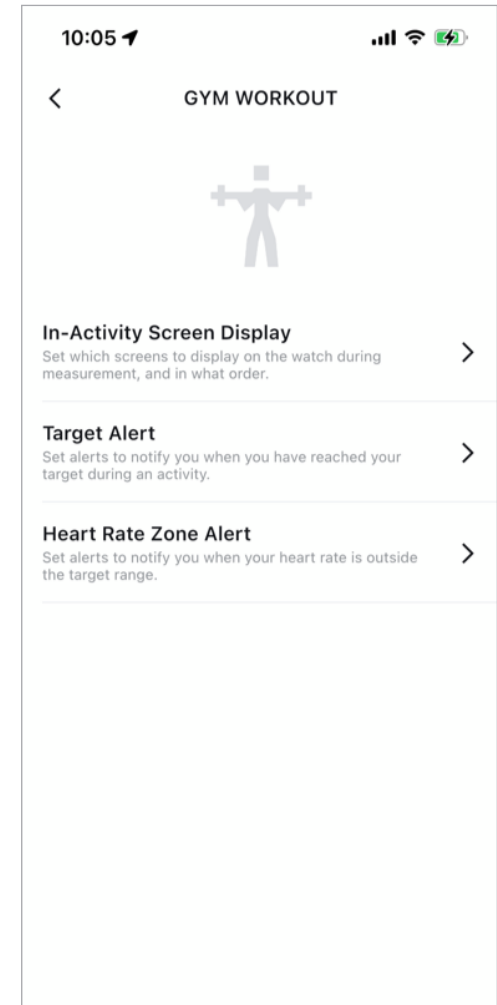 10:05
GYM WORKOUT
In-Activity Screen Display
Set which screens to display on the watch during
measurement, and in what order.
Target Alert
Set alerts to notify you when you have reached your
target during an activity.
Heart Rate Zone Alert
Set alerts to notify you when your heart rate is outside
the target range.